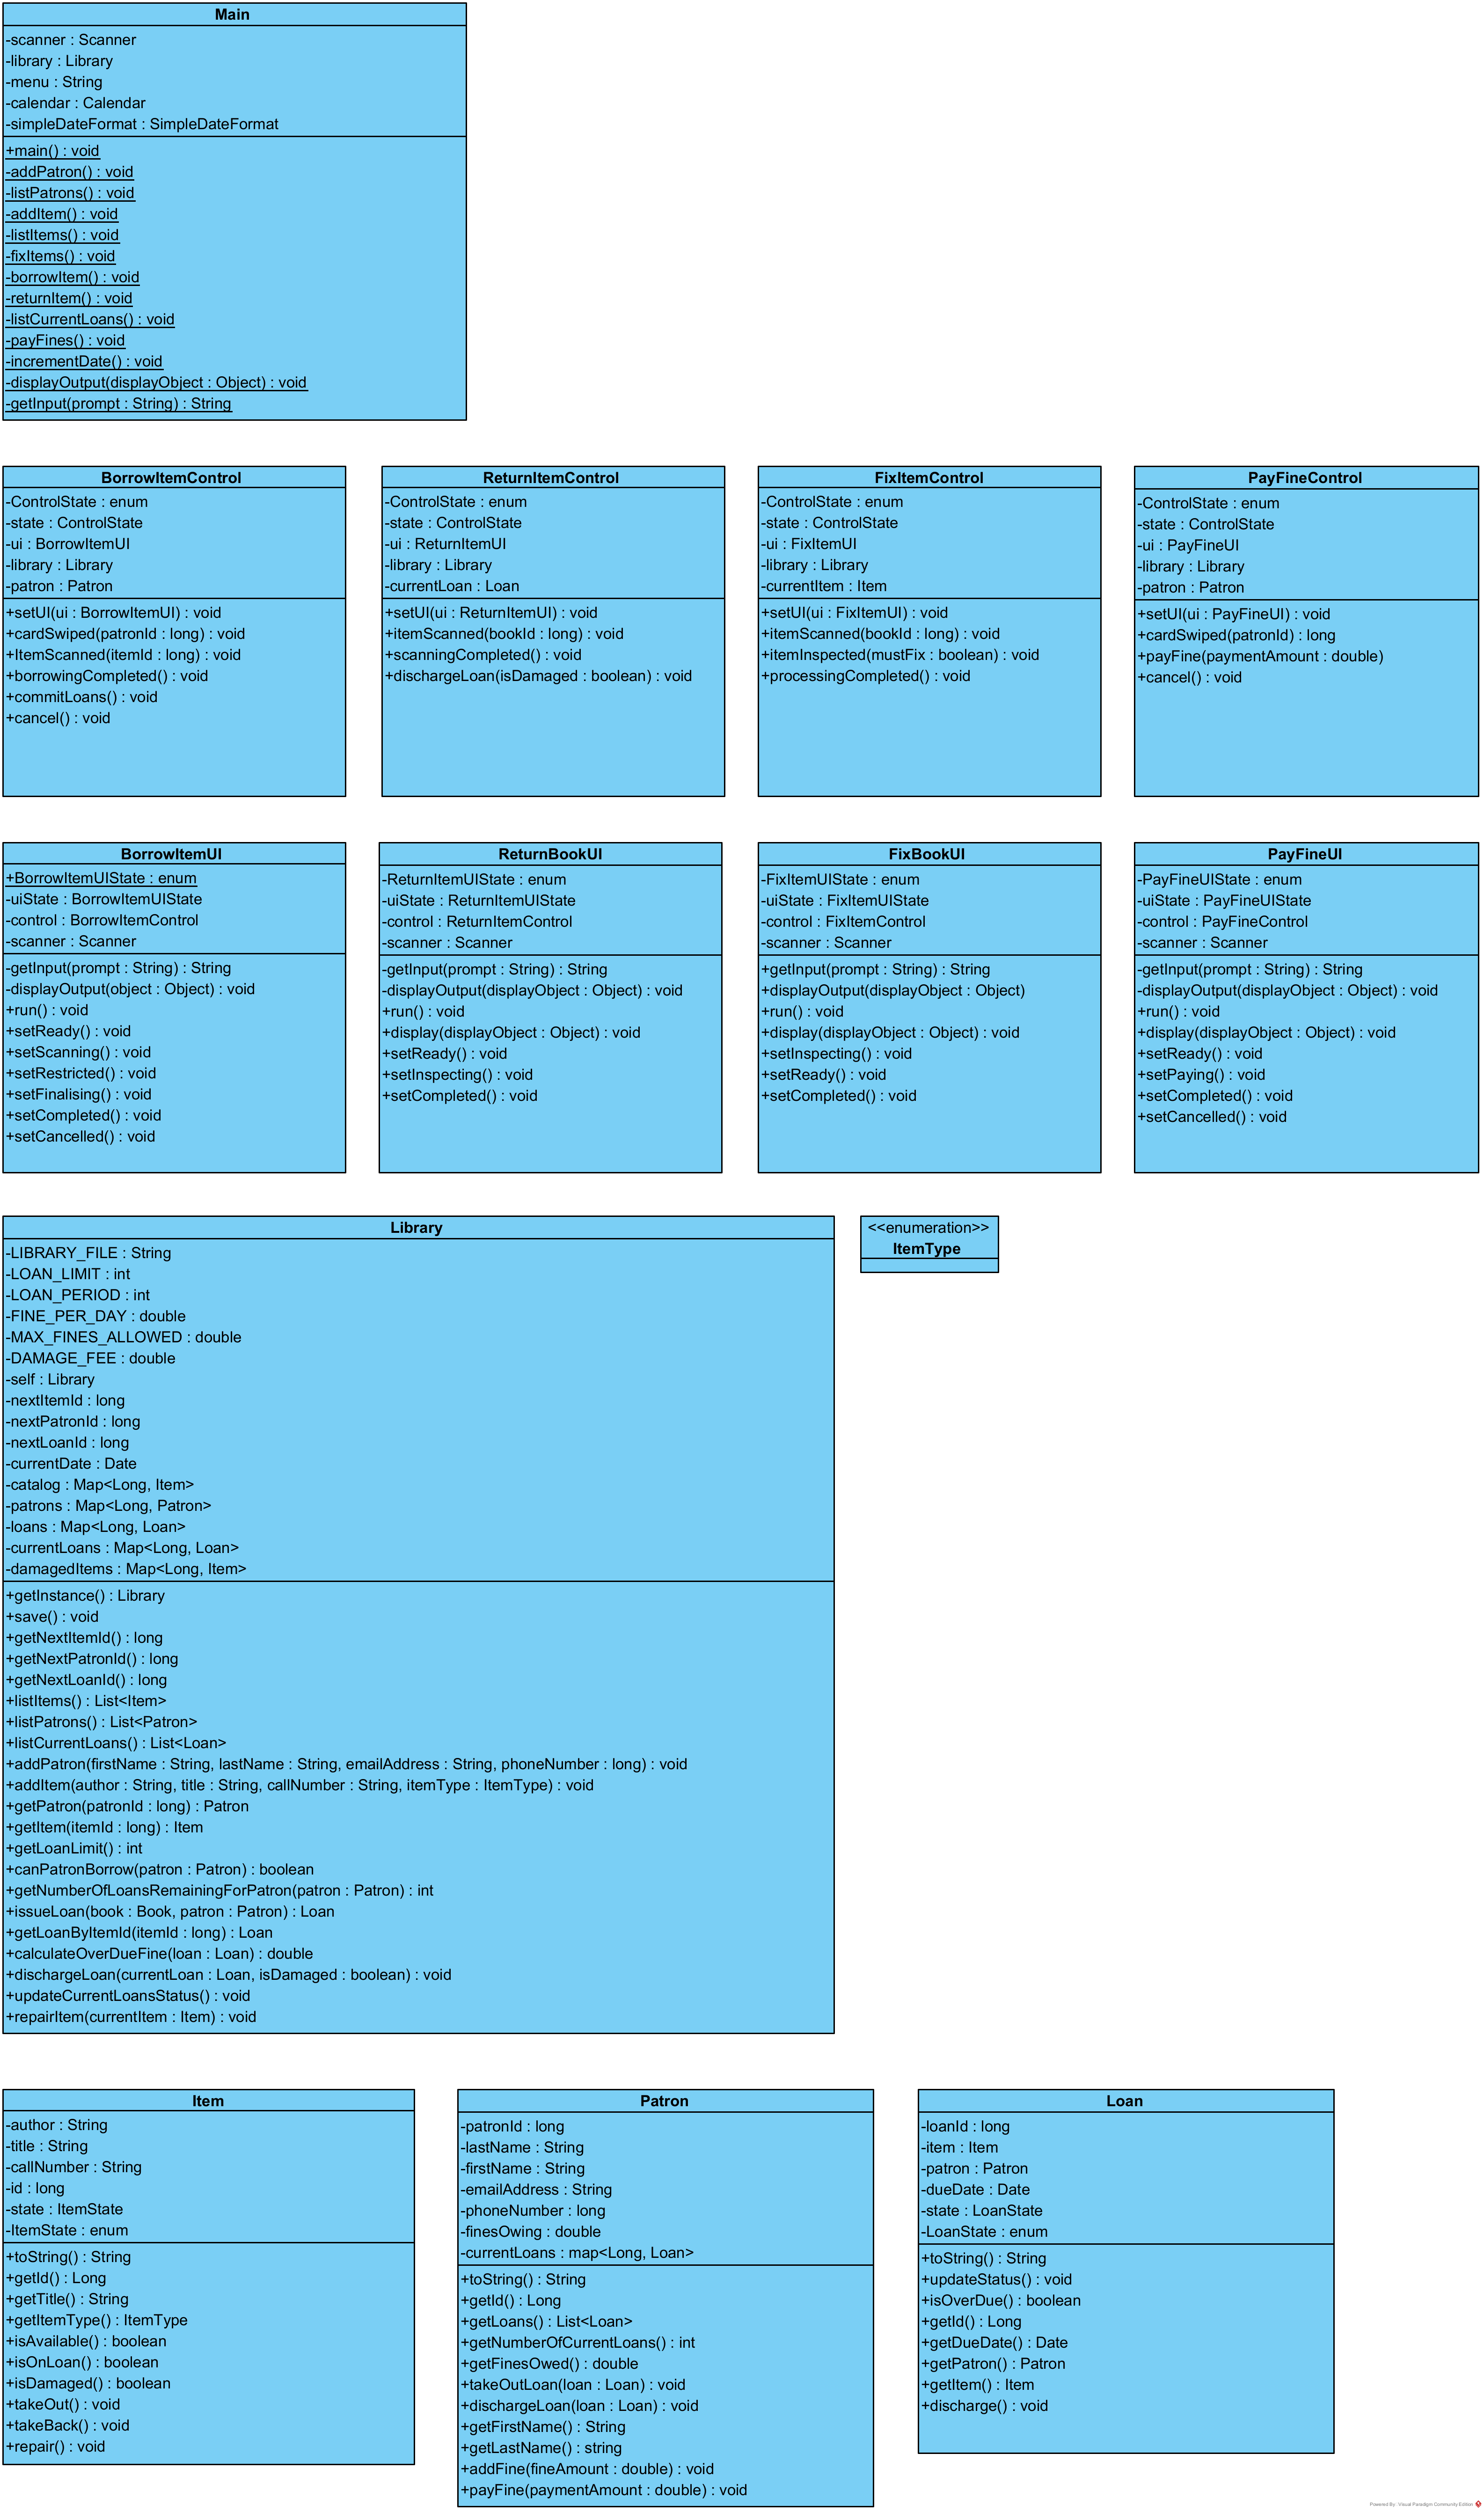 Main
-scanner : Scanner
-library : Library
-menu : String
-calendar : Calendar
-simpleDateFormat : SimpleDateFormat
+main() : void
-addPatron() : void
-listPatrons() : void
-addItem() : void
-listItems() : void
-fixItems() : void
-borrowItem() : void
-returnItem() : void
-listCurrentLoans() : void
-payFines() : void
-incrementDate() : void
-displayOutput(displayObject : Object) : void
-getInput(prompt : String) : String
BorrowItemControl
-ControlState : enum
-state : ControlState
-ui : BorrowItemUI
-library : Library
-patron : Patron
+setUI(ui : BorrowItemUI) : void
+cardSwiped(patronId : long) : void
+ItemScanned(itemId : long) : void
+borrowingCompleted() : void
+commitLoans() : void
+cancel() : void
ReturnItemControl
-ControlState : enum
-state : ControlState
-ui : ReturnItemUI
-library : Library
-currentLoan : Loan
+setUI(ui : ReturnItemUI) : void
+itemScanned(bookId : long) : void
+scanningCompleted() : void
+dischargeLoan(isDamaged : boolean) : void
FixItemControl
-ControlState : enum
-state : ControlState
-ui : FixItemUI
-library : Library
-currentItem : Item
+setUI(ui : FixItemUI) : void
+itemScanned(bookId : long) : void
+itemInspected(mustFix : boolean) : void
+processingCompleted() : void
PayFineControl
-ControlState : enum
-state : ControlState
-ui : PayFineUI
-library : Library
-patron : Patron
+setUI(ui : PayFineUI) : void
+cardSwiped(patronId) : long
+payFine(paymentAmount : double)
+cancel() : void
BorrowItemUI
+BorrowItemUIState : enum
-uiState : BorrowItemUIState
-control : BorrowItemControl
-scanner : Scanner
-getInput(prompt : String) : String
-displayOutput(object : Object) : void
+run() : void
+setReady() : void
+setScanning() : void
+setRestricted() : void
+setFinalising() : void
+setCompleted() : void
+setCancelled() : void
ReturnBookUI
-ReturnItemUIState : enum
-uiState : ReturnItemUIState
-control : ReturnItemControl
-scanner : Scanner
-getInput(prompt : String) : String
-displayOutput(displayObject : Object) : void
+run() : void
+display(displayObject : Object) : void
+setReady() : void
+setInspecting() : void
+setCompleted() : void
FixBookUI
-FixItemUIState : enum
-uiState : FixItemUIState
-control : FixItemControl
-scanner : Scanner
+getInput(prompt : String) : String
+displayOutput(displayObject : Object)
+run() : void
+display(displayObject : Object) : void
+setInspecting() : void
+setReady() : void
+setCompleted() : void
PayFineUI
-PayFineUIState : enum
-uiState : PayFineUIState
-control : PayFineControl
-scanner : Scanner
-getInput(prompt : String) : String
-displayOutput(displayObject : Object) : void
+run() : void
+display(displayObject : Object) : void
+setReady() : void
+setPaying() : void
+setCompleted() : void
+setCancelled() : void
Library
-LIBRARY_FILE : String
-LOAN_LIMIT : int
-LOAN_PERIOD : int
-FINE_PER_DAY : double
-MAX_FINES_ALLOWED : double
-DAMAGE_FEE : double
-self : Library
-nextItemId : long
-nextPatronId : long
-nextLoanId : long
-currentDate : Date
-catalog : Map<Long, Item>
-patrons : Map<Long, Patron>
-loans : Map<Long, Loan>
-currentLoans : Map<Long, Loan>
-damagedItems : Map<Long, Item>
+getInstance() : Library
+save() : void
+getNextItemId() : long
+getNextPatronId() : long
+getNextLoanId() : long
+listItems() : List<Item>
+listPatrons() : List<Patron>
+listCurrentLoans() : List<Loan>
+addPatron(firstName : String, lastName : String, emailAddress : String, phoneNumber : long) : void
+addItem(author : String, title : String, callNumber : String, itemType : ItemType) : void
+getPatron(patronId : long) : Patron
+getItem(itemId : long) : Item
+getLoanLimit() : int
+canPatronBorrow(patron : Patron) : boolean
+getNumberOfLoansRemainingForPatron(patron : Patron) : int
+issueLoan(book : Book, patron : Patron) : Loan
+getLoanByItemId(itemId : long) : Loan
+calculateOverDueFine(loan : Loan) : double
+dischargeLoan(currentLoan : Loan, isDamaged : boolean) : void
+updateCurrentLoansStatus() : void
+repairItem(currentItem : Item) : void
<<enumeration>>
ItemType
Item
-author : String
-title : String
-callNumber : String
-id : long
-state : ItemState
-ItemState : enum
+toString() : String
+getId() : Long
+getTitle() : String
+getItemType() : ItemType
+isAvailable() : boolean
+isOnLoan() : boolean
+isDamaged() : boolean
+takeOut() : void
+takeBack() : void
+repair() : void
Patron
-patronId : long
-lastName : String
-firstName : String
-emailAddress : String
-phoneNumber : long
-finesOwing : double
-currentLoans : map<Long, Loan>
+toString() : String
+getId() : Long
+getLoans() : List<Loan>
+getNumberOfCurrentLoans() : int
+getFinesOwed() : double
+takeOutLoan(loan : Loan) : void
+dischargeLoan(loan : Loan) : void
+getFirstName() : String
+getLastName() : string
+addFine(fineAmount : double) : void
+payFine(paymentAmount : double) : void
Loan
-loanId : long
-item : Item
-patron : Patron
-dueDate : Date
-state : LoanState
-LoanState : enum
+toString() : String
+updateStatus() : void
+isOverDue() : boolean
+getId() : Long
+getDueDate() : Date
+getPatron() : Patron
+getItem() : Item
+discharge() : void
Powered By: Visual Paradigm Community Edition